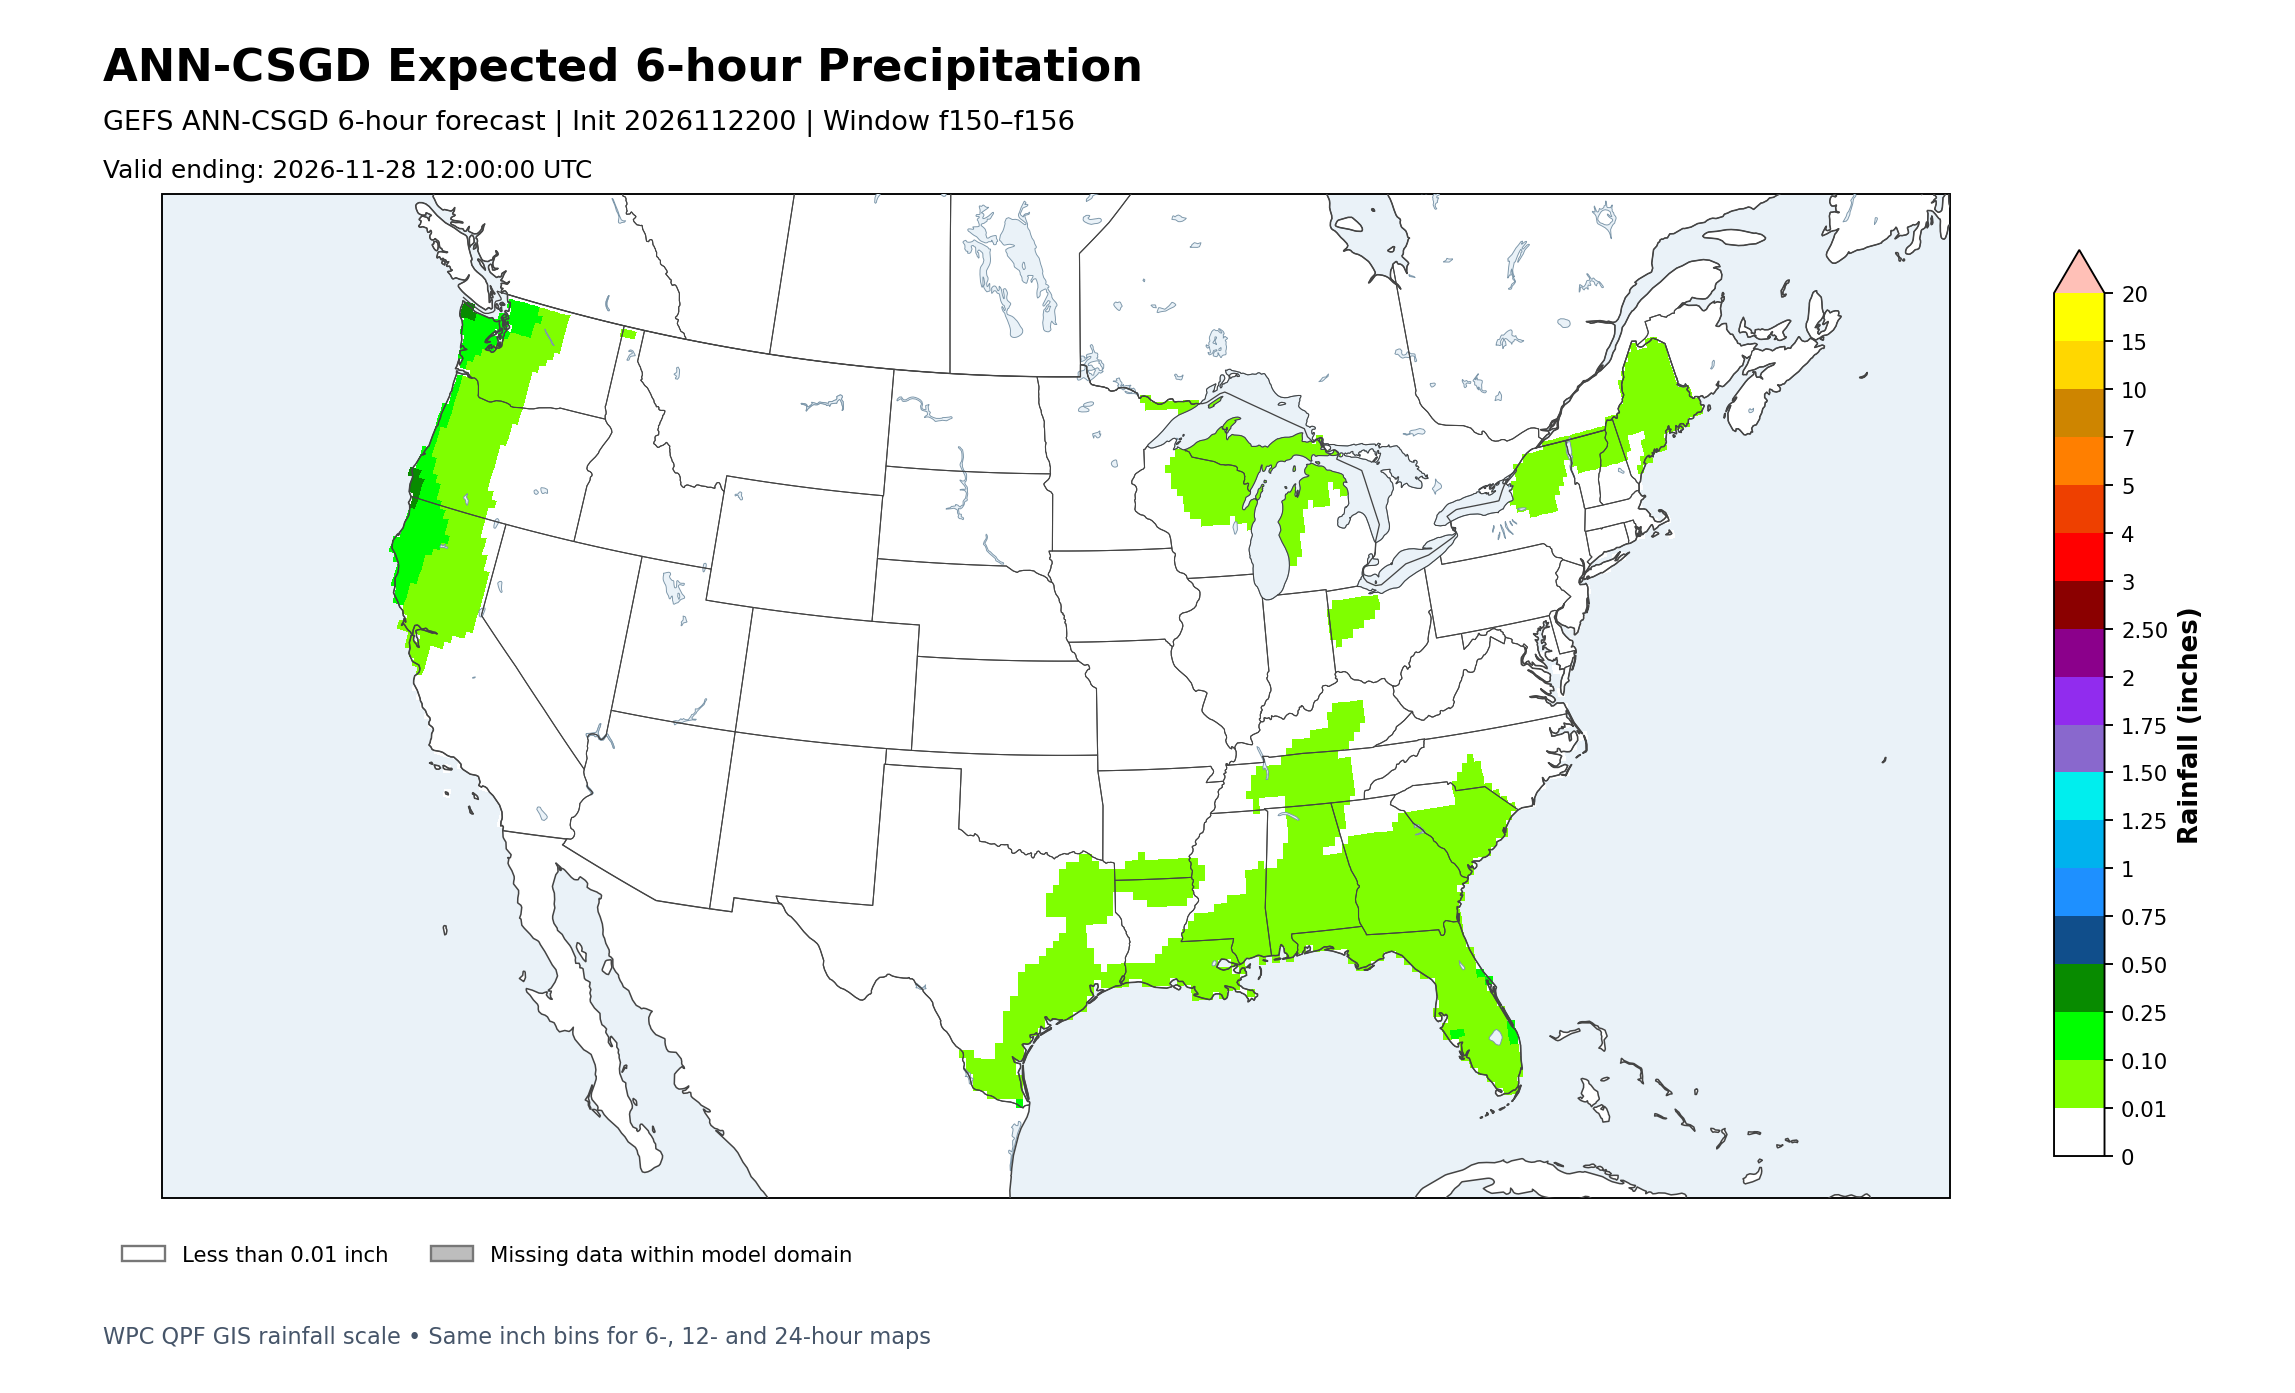 ANN-CSGD Expected 6-hour Precipitation
GEFS ANN-CSGD 6-hour forecast | Init 2026112200 | Window f150–f156
Valid ending: 2026-11-28 12:00:00 UTC
20
15
10
7
5
4
3
2.50
2
1.75
1.50
1.25
1
0.75
0.50
0.25
0.10
0.01
0
Rainfall (inches)
Less than 0.01 inch
Missing data within model domain
WPC QPF GIS rainfall scale • Same inch bins for 6-, 12- and 24-hour maps